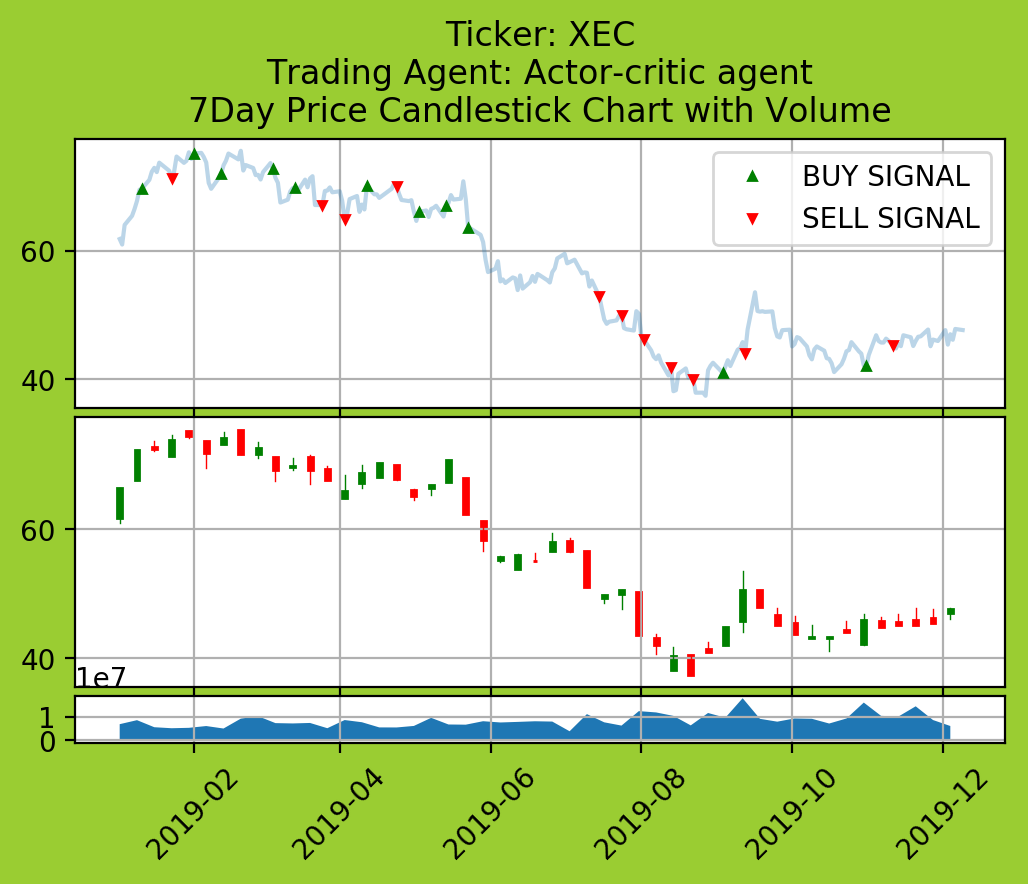 Ticker: XEC
Trading Agent: Actor-critic agent
7Day Price Candlestick Chart with Volume
BUY SIGNAL
SELL SIGNAL
60
40
60
40
1e7
1
0
2019-02
2019-04
2019-06
2019-08
2019-10
2019-12